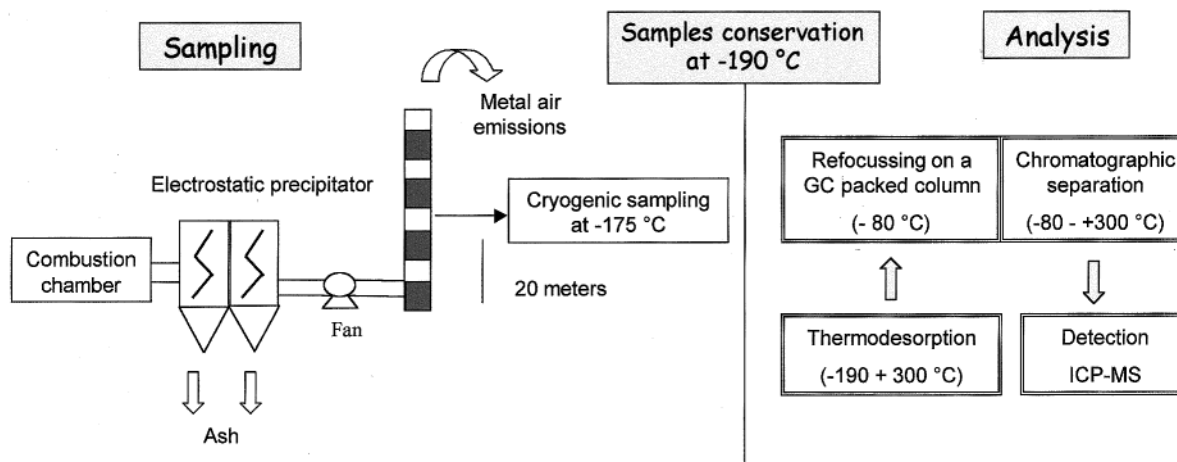 Sampling
Samples conservation
at -190 °C
Analysis
Metal air
emissions
Electrostatic precipitator
Combustion
chamber
Fan
Ash
Cryogenic sampling
at -175 °C
20 meters
Refocussing on a
GC packed column
(- 80 °C)
Chromatographic
separation
(-80 - +300 °C)
Thermodesorption
(-190 + 300 °C)
Detection
ICP-MS